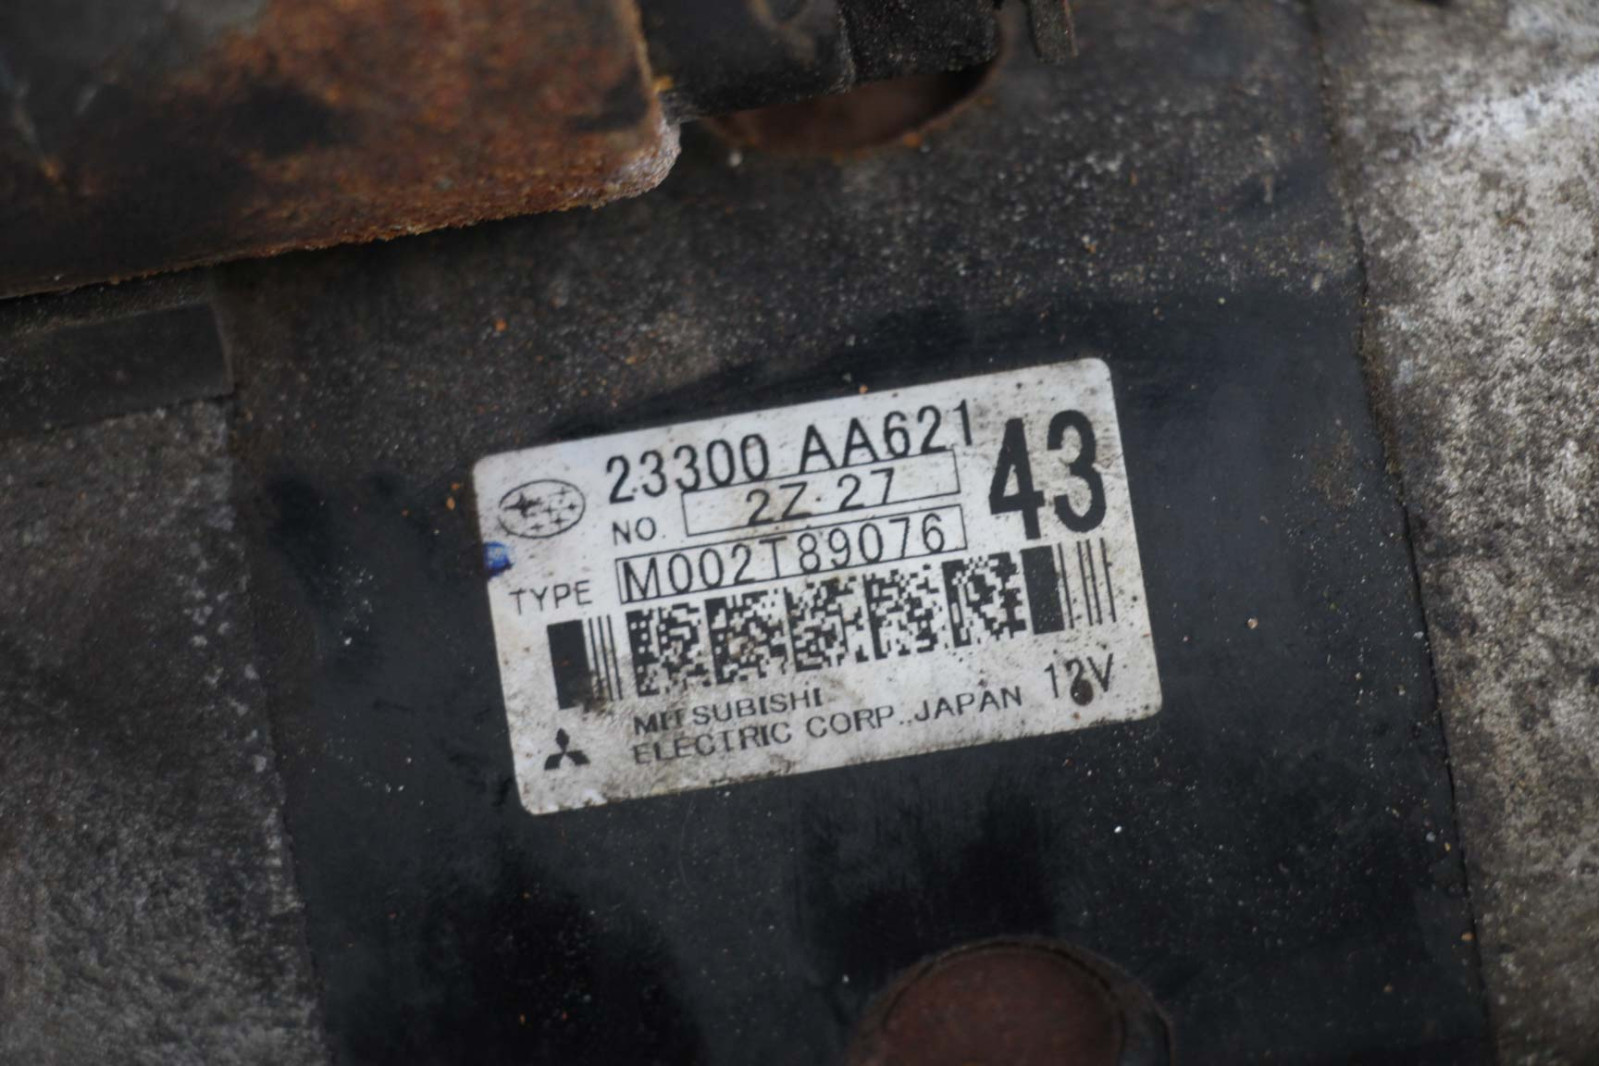 23300 AA621
43
NO. 2Z 27
TYPE M002T89076
MITSUBISHI
ELECTRIC CORP. JAPAN 12V